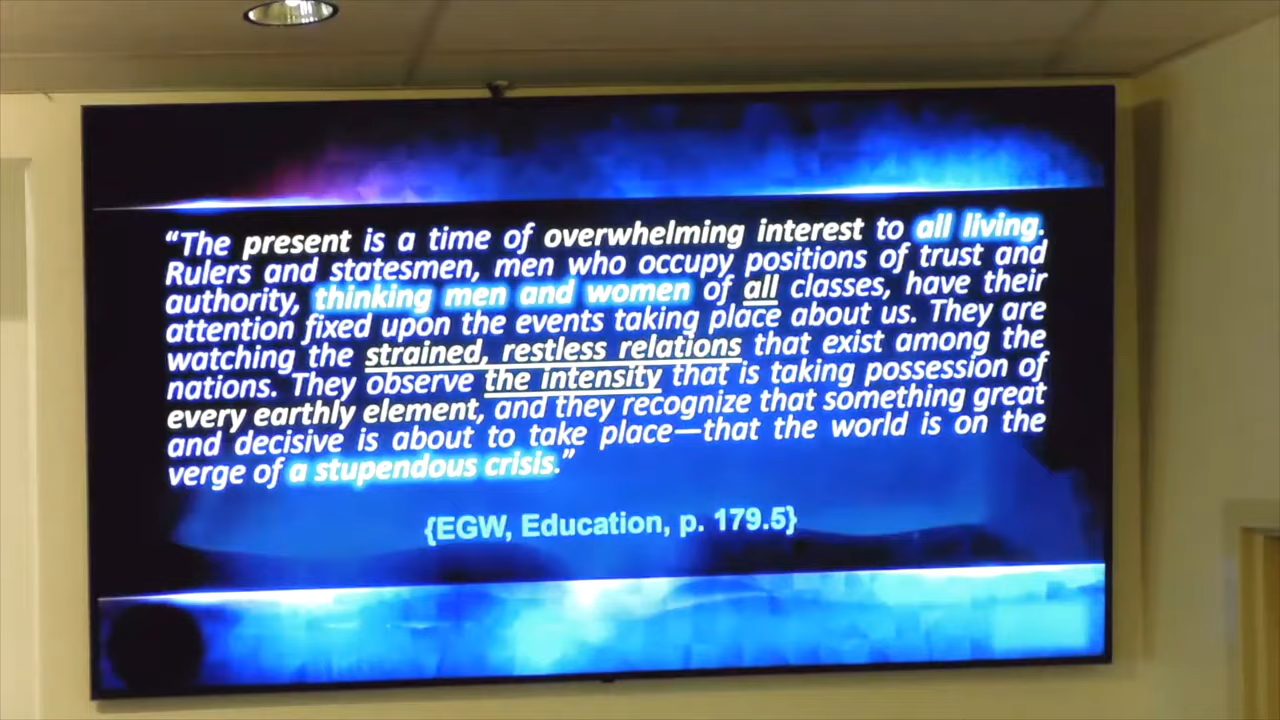 “The present is a time of overwhelming interest to all living.
Rulers and statesmen, men who occupy positions of trust and
authority, thinking men and women of all classes, have their
attention fixed upon the events taking place about us. They are
watching the strained, restless relations that exist among the
nations. They observe the intensity that is taking possession of
every earthly element, and they recognize that something great
and decisive is about to take place—that the world is on the
verge of a stupendous crisis.”
{EGW, Education, p. 179.5}